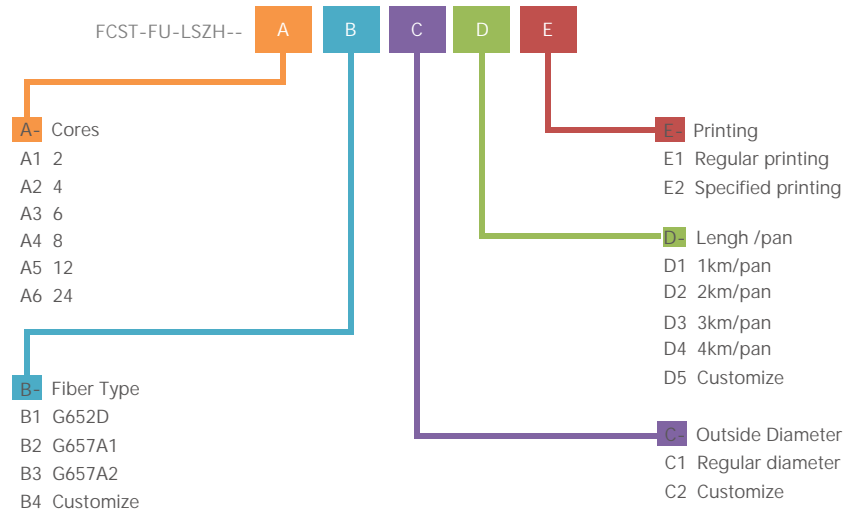 FCST-FU-LSZH-- A B C D E
A- Cores
A1 2
A2 4
A3 6
A4 8
A5 12
A6 24
B- Fiber Type
B1 G652D
B2 G657A1
B3 G657A2
B4 Customize
E- Printing
E1 Regular printing
E2 Specified printing
D- Lengh /pan
D1 1km/pan
D2 2km/pan
D3 3km/pan
D4 4km/pan
D5 Customize
C- Outside Diameter
C1 Regular diameter
C2 Customize